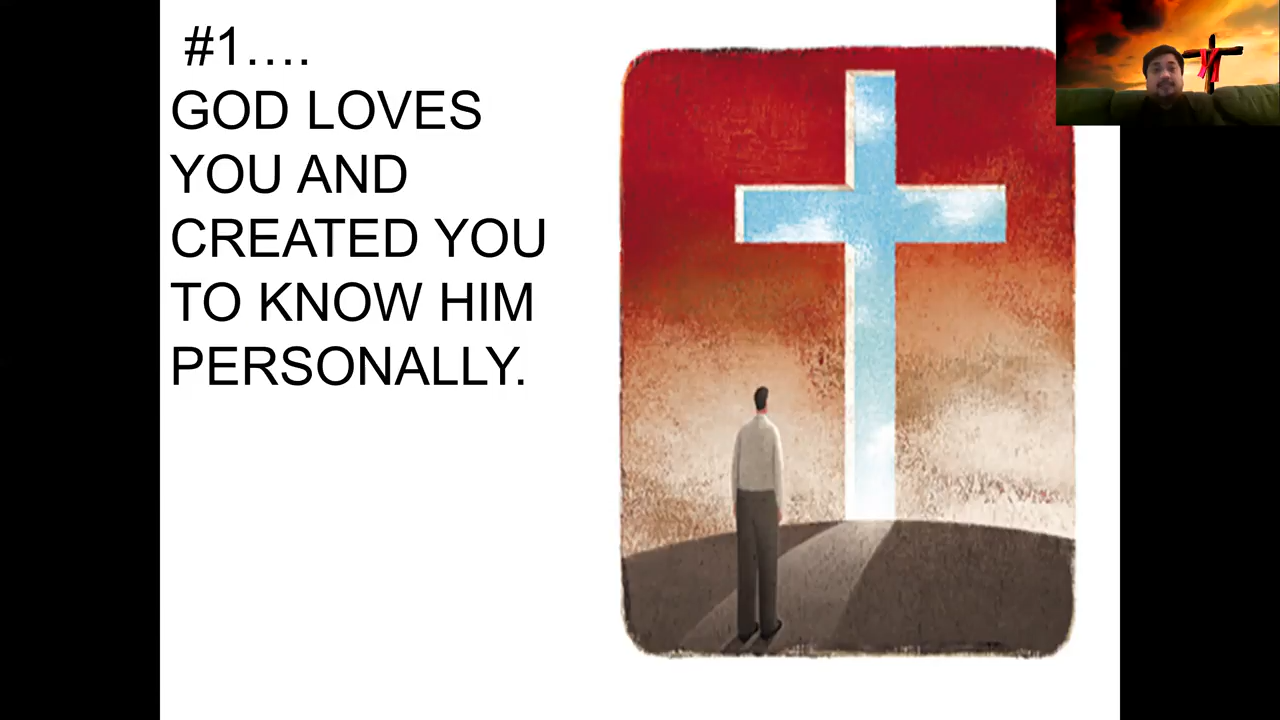 #1....
GOD LOVES
YOU AND
CREATED YOU
TO KNOW HIM
PERSONALLY.